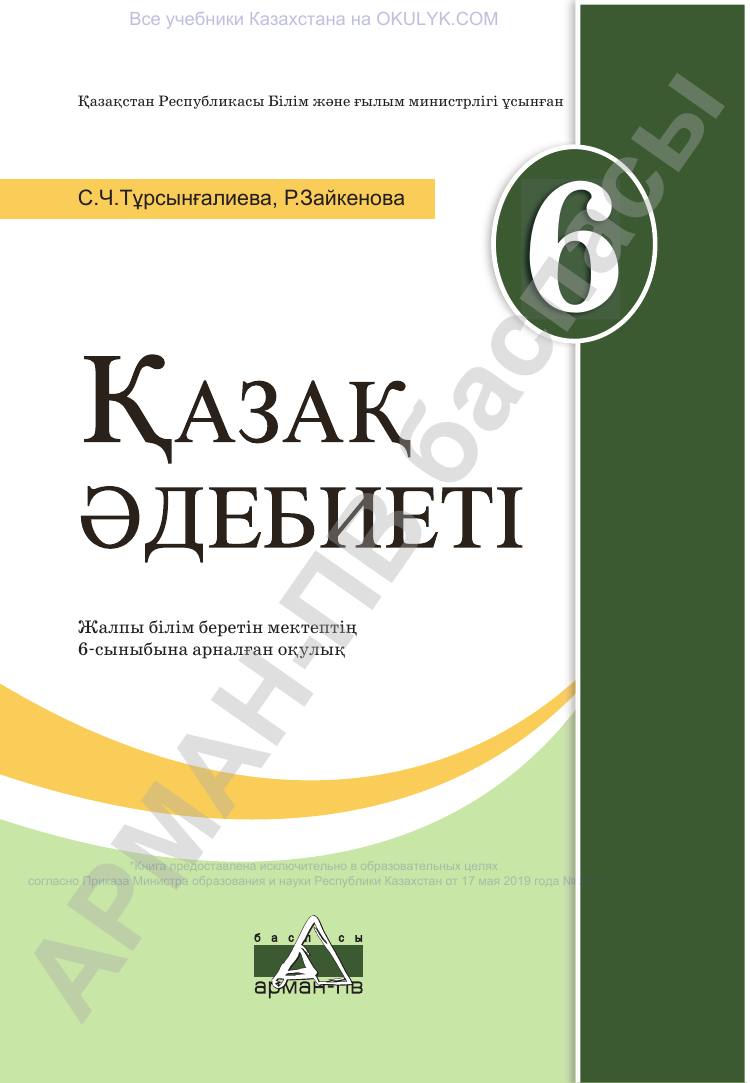 Все учебники Казахстана на OKULYK.COM
Қазақстан Республикасы Білім және ғылым министрлігі ұсынған
С.Ч.Тұрсынғалиева, Р.Зайкенова
6
ҚАЗАҚ
ӘДЕБИЕТІ
Жалпы білім беретін мектептің
6-сыныбына арналған оқулық
АРМАН-ПВ баспасы
*Книга предоставлена исключительно в образовательных целях
согласно Приказа Министра образования и науки Республики Казахстан от 17 мая 2019 года №
баспасы
арман-пв